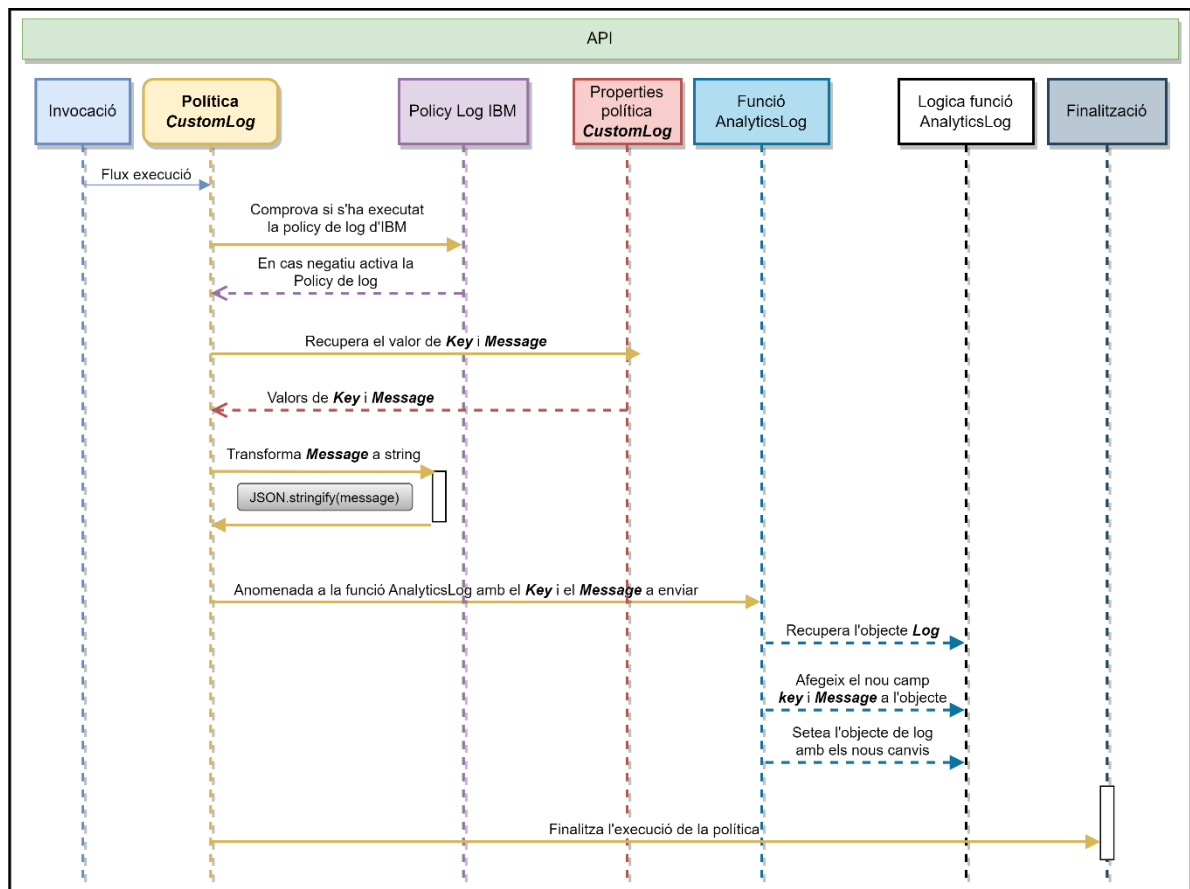 API
Invocació
Política
CustomLog
Policy Log IBM
Properties
política
CustomLog
Funció
AnalyticsLog
Logica funció
AnalyticsLog
Finalització
Flux execució
Comprova si s'ha executat
la policy de log d'IBM
En cas negatiu activa la
Policy de log
Recupera el valor de Key i Message
Valors de Key i Message
Transforma Message a string
JSON.stringify(message)
Anomenada a la funció AnalyticsLog amb el Key i el Message a enviar
Recupera l'objecte Log
Afegeix el nou camp
key i Message a l'objecte
Setea l'objecte de log
amb els nous canvis
Finalitza l'execució de la política